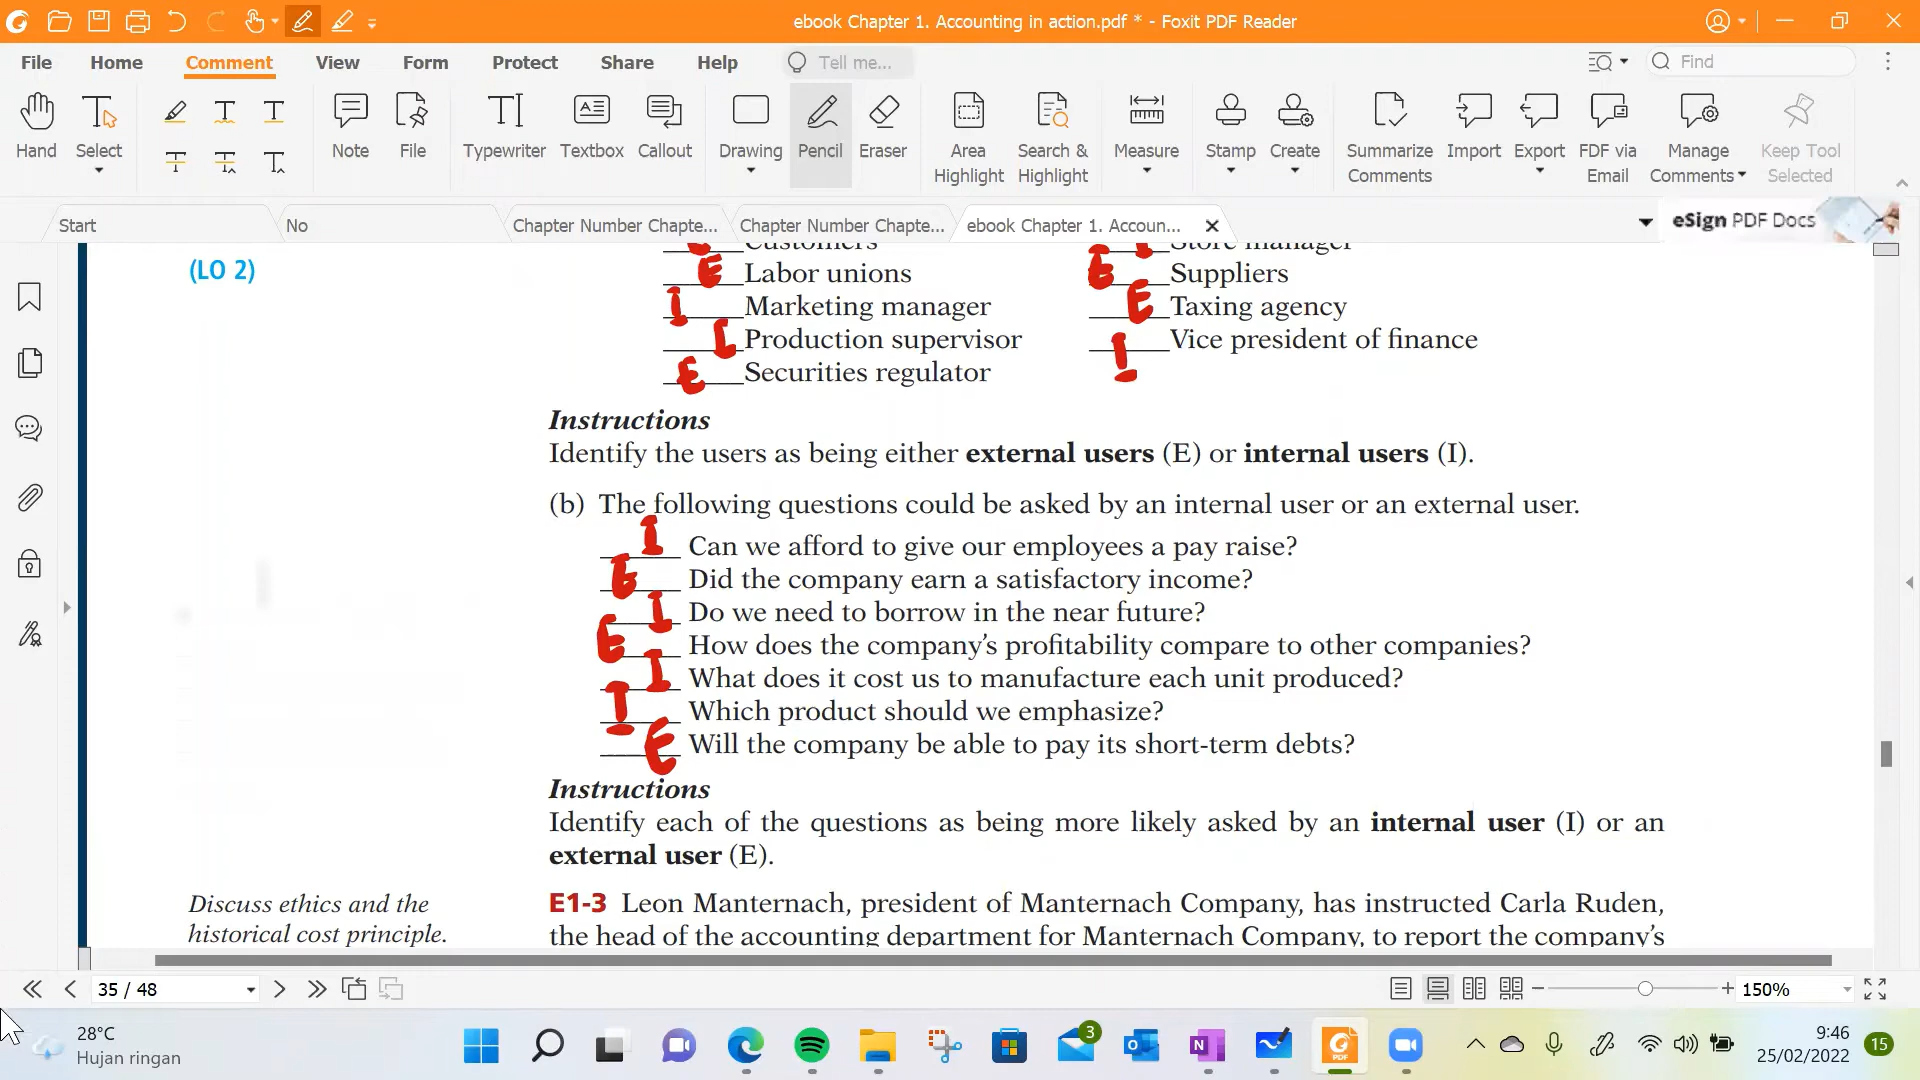 ebook Chapter 1. Accounting in action.pdf * - Foxit PDF Reader
File Home Comment View Form Protect Share Help Tell me... Find
Hand Select Note File Typewriter Textbox Callout Drawing Pencil Eraser Area Highlight Search & Highlight Measure Stamp Create Summarize Comments Import Export FDF via Email Manage Comments Keep Tool Selected
Start No Chapter Number Chapte... Chapter Number Chapte... ebook Chapter 1. Accoun... eSign PDF Docs
Customers Store manager
(LO 2) E Labor unions E Suppliers
I Marketing manager E Taxing agency
I Production supervisor I Vice president of finance
E Securities regulator
Instructions
Identify the users as being either external users (E) or internal users (I).
(b) The following questions could be asked by an internal user or an external user.
I Can we afford to give our employees a pay raise?
E Did the company earn a satisfactory income?
I Do we need to borrow in the near future?
E How does the company's profitability compare to other companies?
I What does it cost us to manufacture each unit produced?
I Which product should we emphasize?
E Will the company be able to pay its short-term debts?
Instructions
Identify each of the questions as being more likely asked by an internal user (I) or an
external user (E).
Discuss ethics and the
historical cost principle.
E1-3 Leon Manternach, president of Manternach Company, has instructed Carla Ruden,
the head of the accounting department for Manternach Company, to report the company's
35 / 48 150%
28°C
Hujan ringan
3
9:46
25/02/2022
15